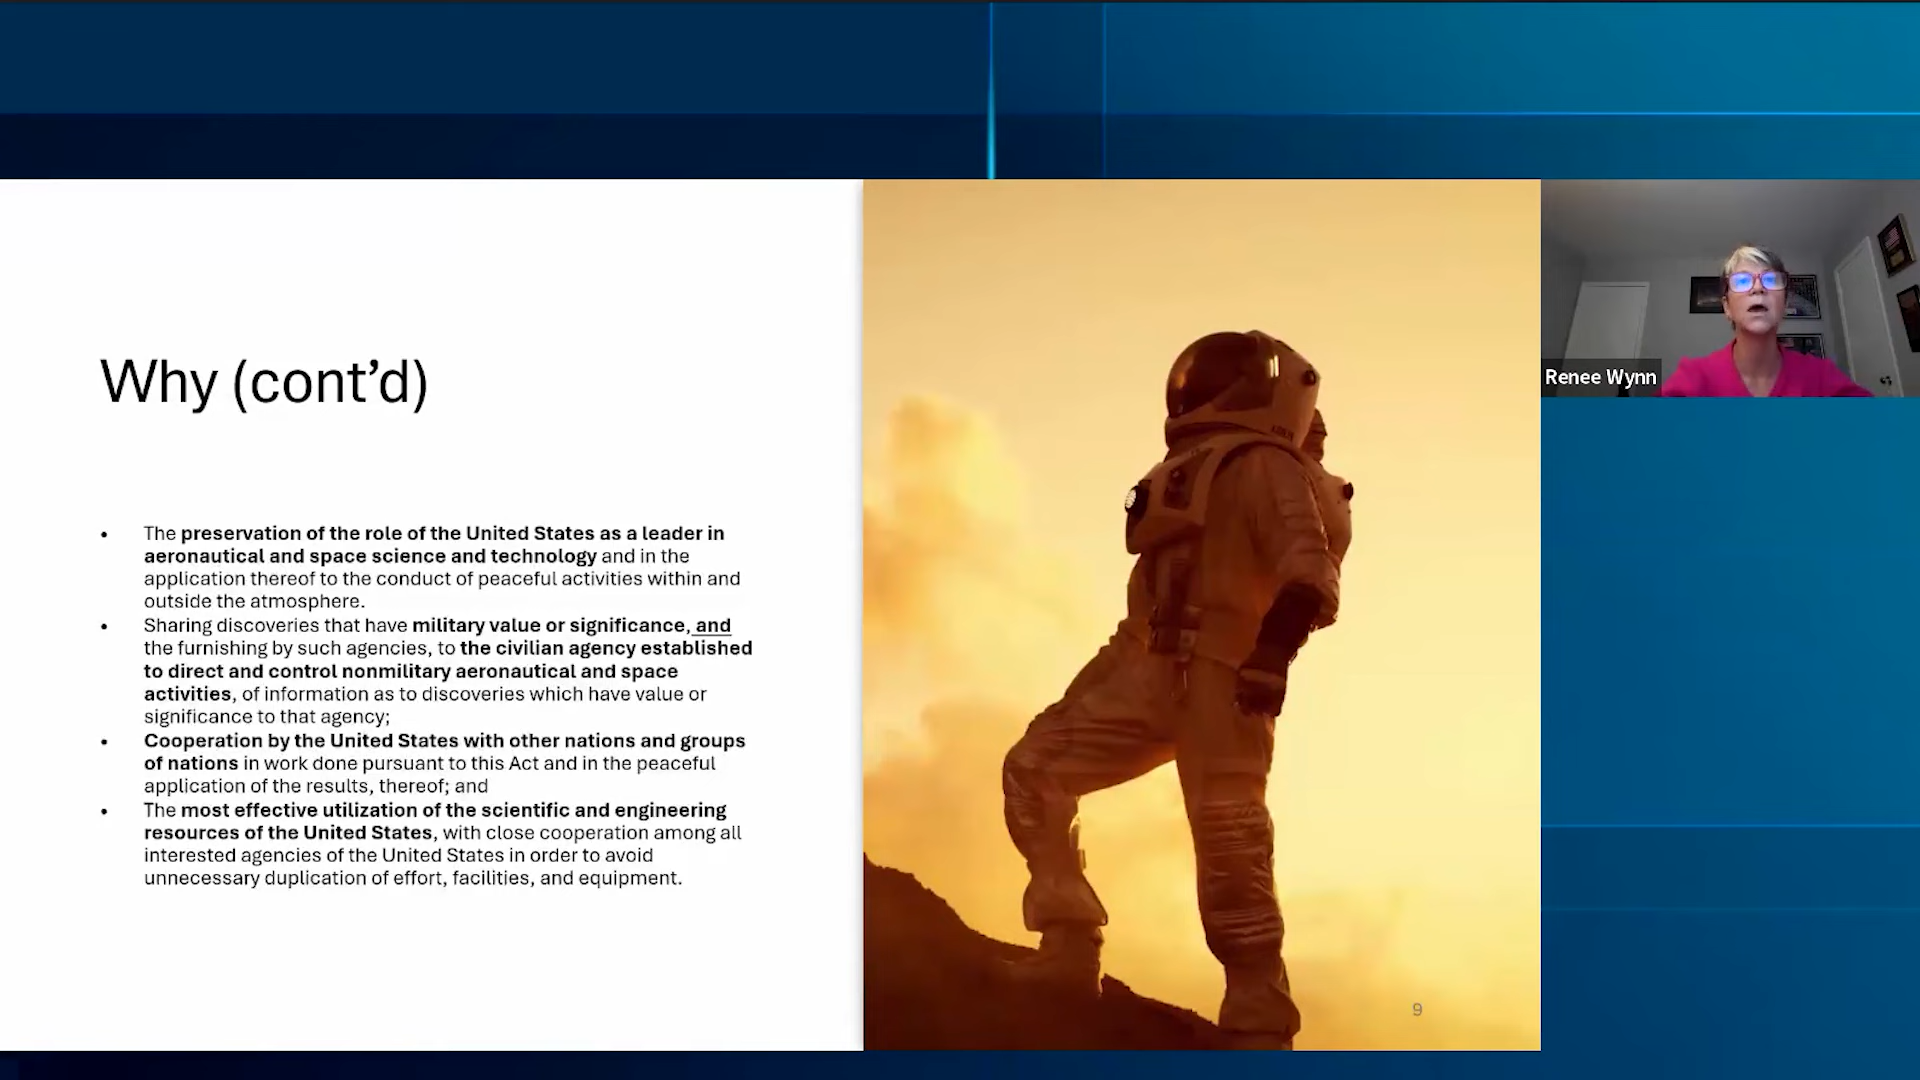 Why (cont’d)
• The preservation of the role of the United States as a leader in
aeronautical and space science and technology and in the
application thereof to the conduct of peaceful activities within and
outside the atmosphere.
• Sharing discoveries that have military value or significance, and
the furnishing by such agencies, to the civilian agency established
to direct and control nonmilitary aeronautical and space
activities, of information as to discoveries which have value or
significance to that agency;
• Cooperation by the United States with other nations and groups
of nations in work done pursuant to this Act and in the peaceful
application of the results, thereof; and
• The most effective utilization of the scientific and engineering
resources of the United States, with close cooperation among all
interested agencies of the United States in order to avoid
unnecessary duplication of effort, facilities, and equipment.
9
Renee Wynn